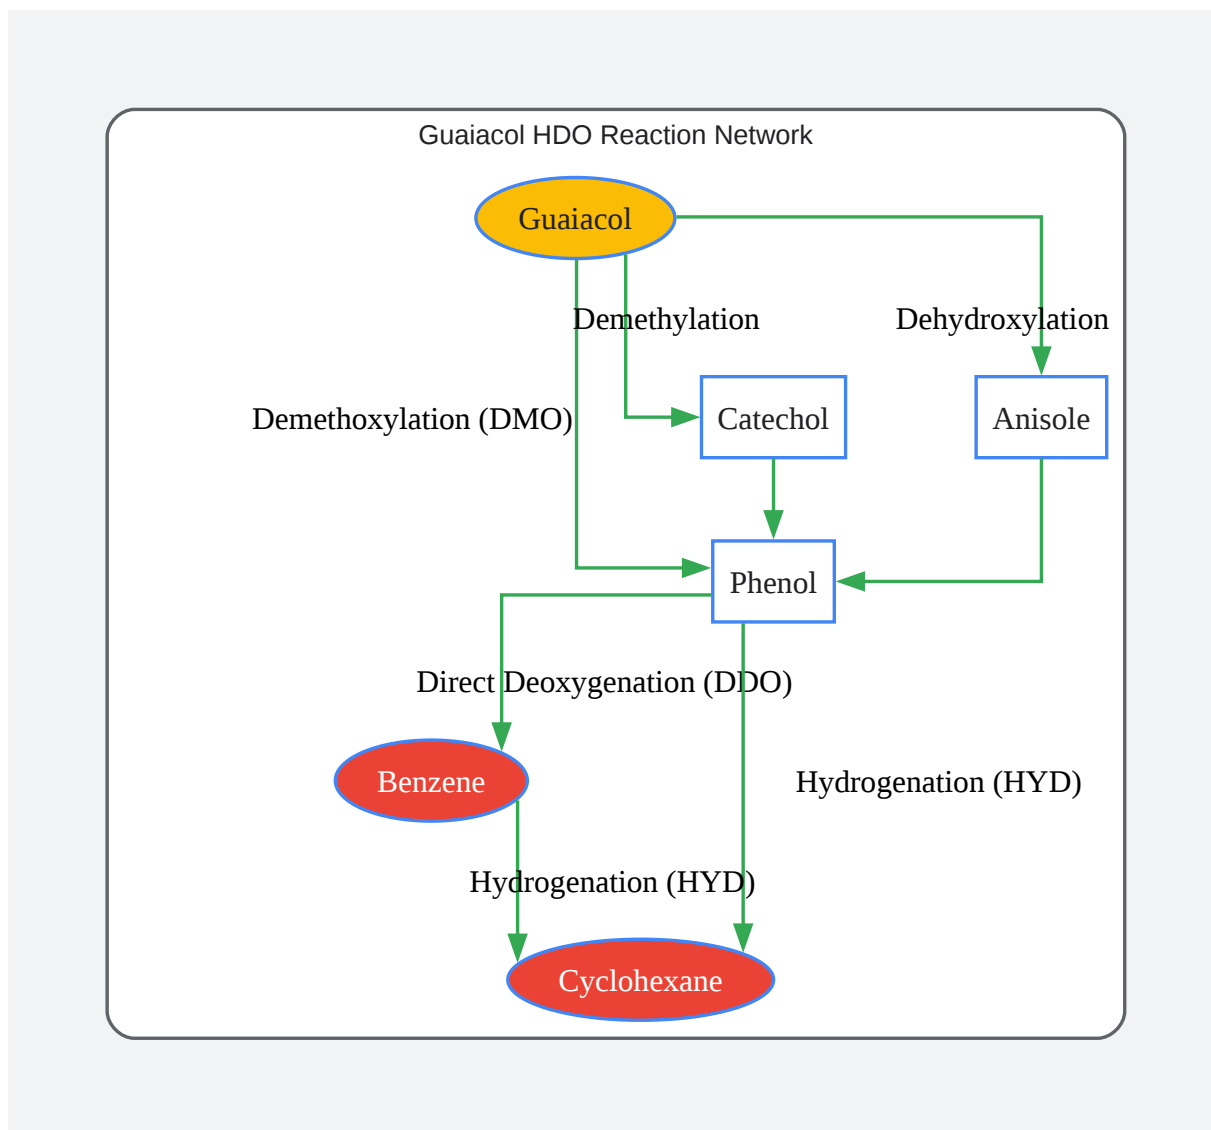 Guaiacol HDO Reaction Network
Guaiacol
Demethylation
Dehydroxylation
Demethoxylation (DMO)
Catechol
Anisole
Phenol
Direct Deoxygenation (DDO)
Benzene
Hydrogenation (HYD)
Hydrogenation (HYD)
Cyclohexane